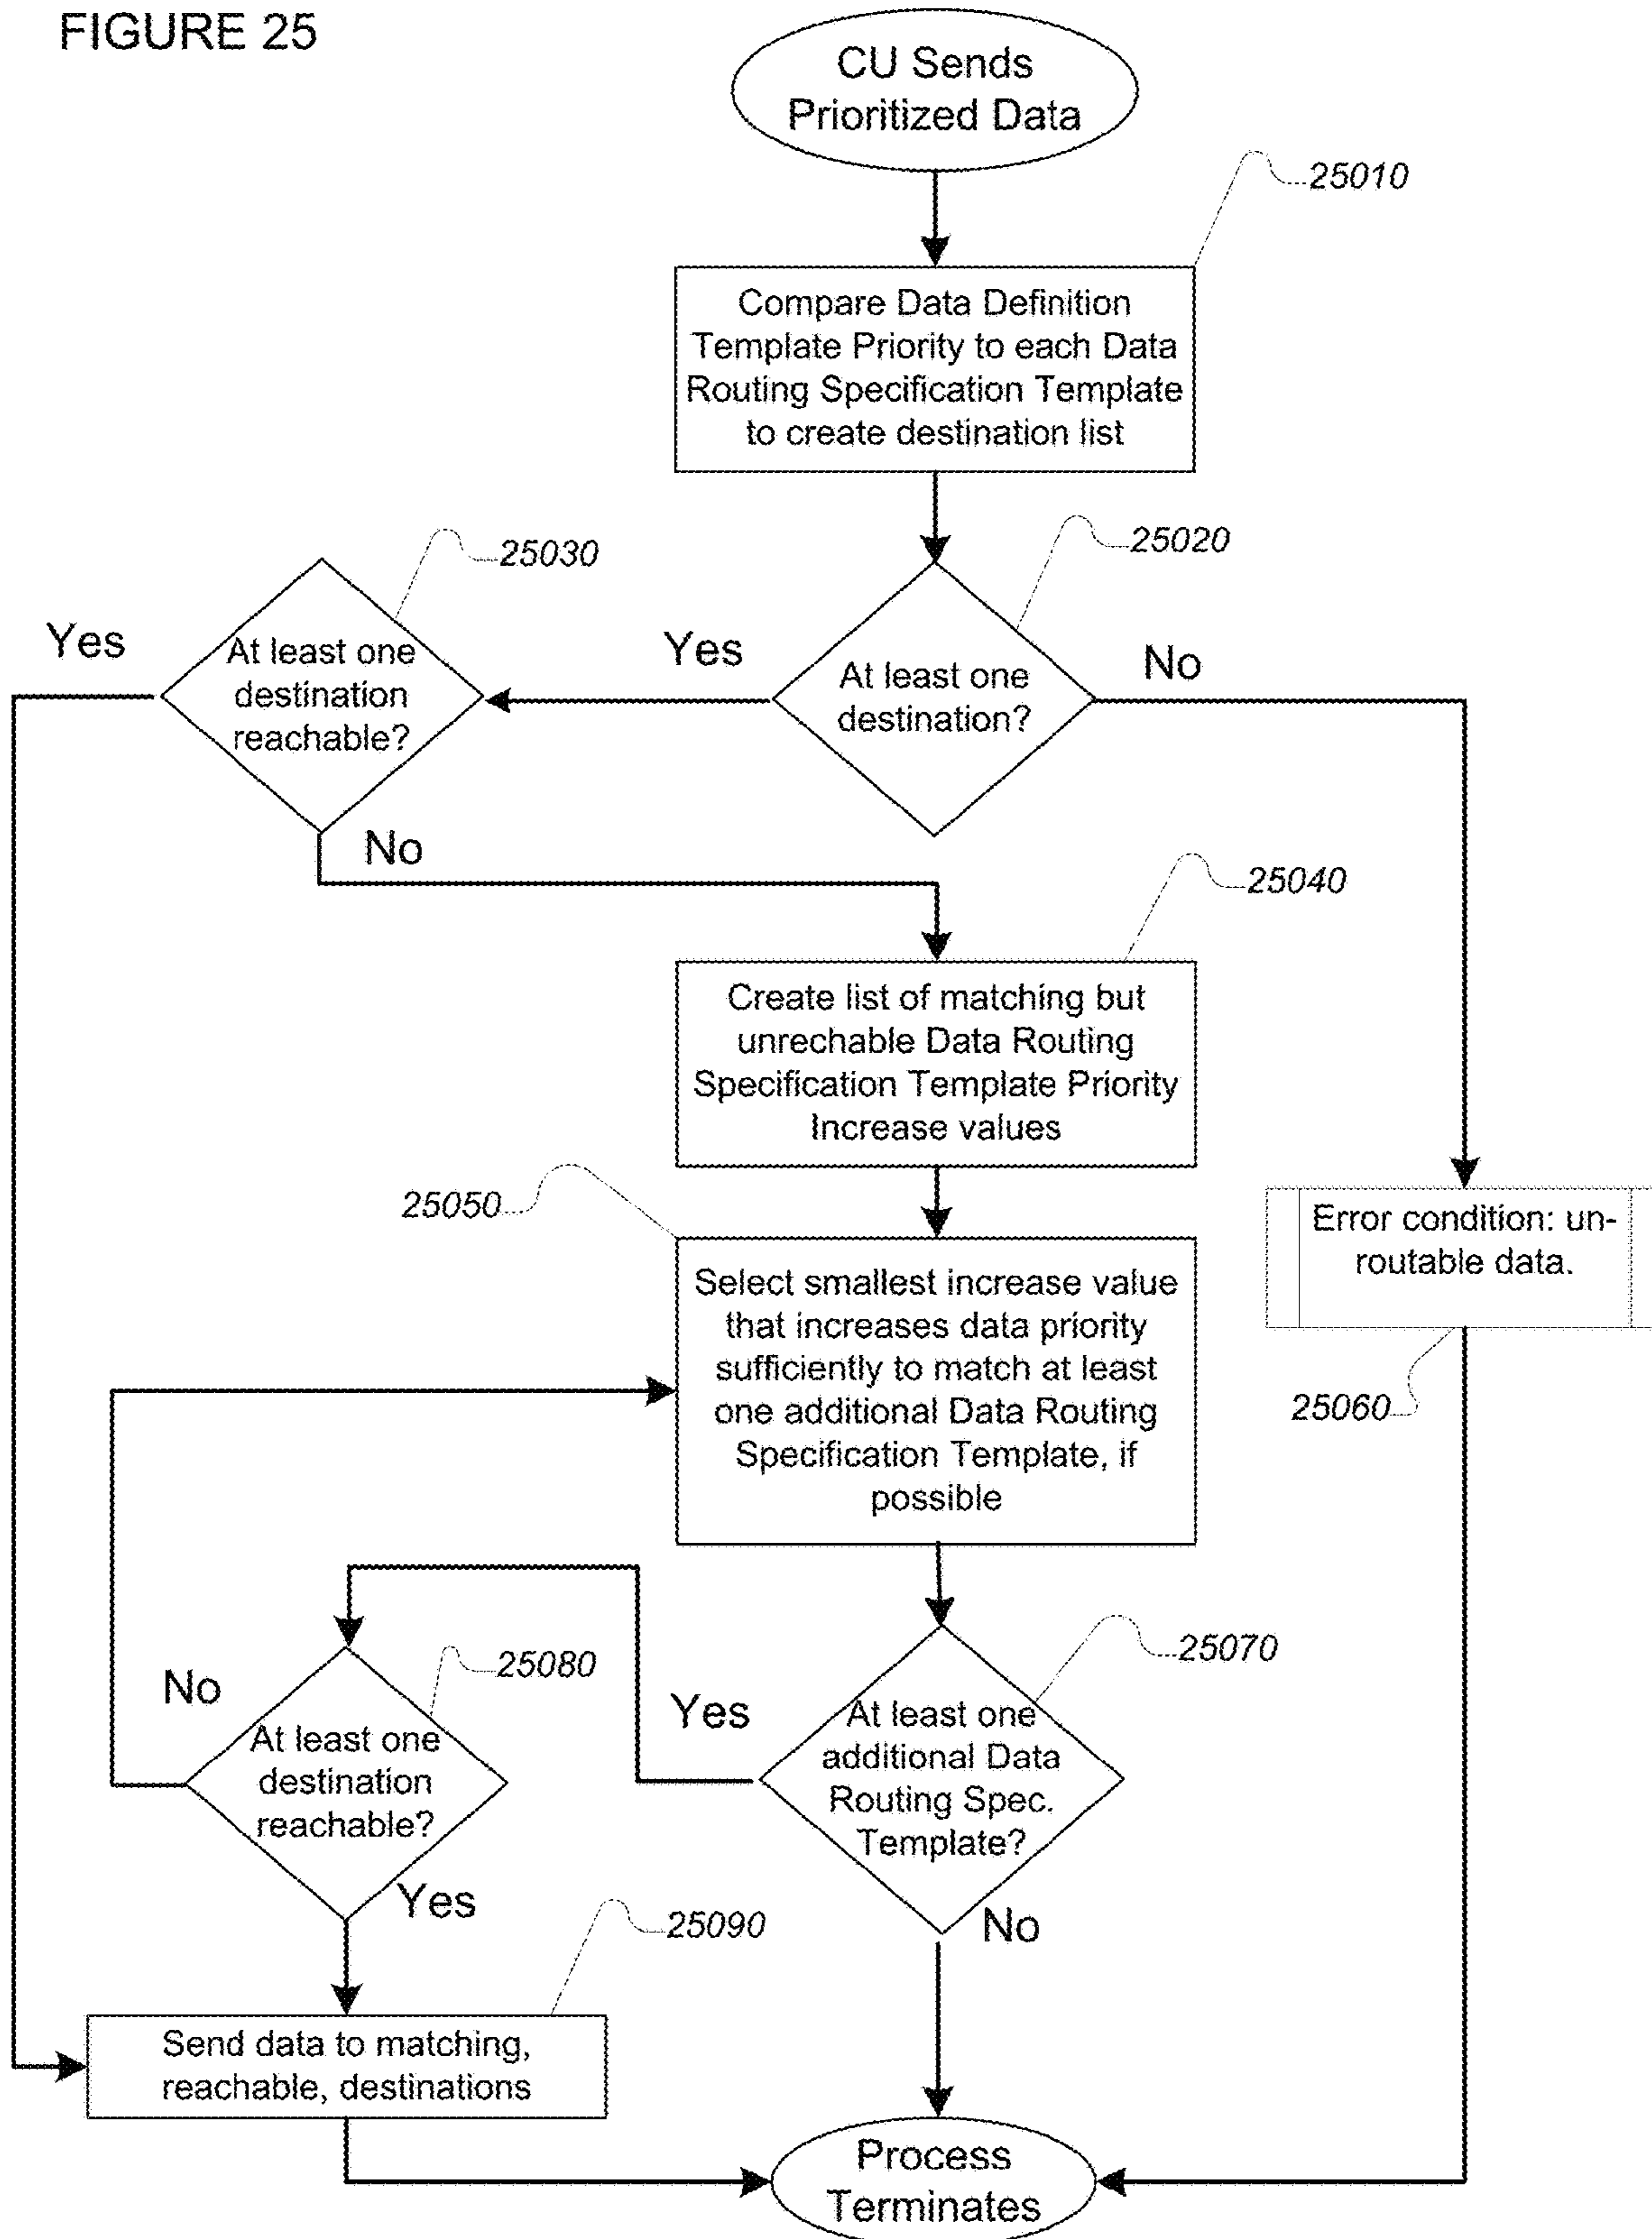 FIGURE 25
CU Sends
Prioritized Data
25010
Compare Data Definition
Template Priority to each Data
Routing Specification Template
to create destination list
25030
25020
Yes
At least one
destination
reachable?
Yes
At least one
destination?
No
No
25040
Create list of matching but
unrechable Data Routing
Specification Template Priority
Increase values
25050
Error condition: un-
routable data.
Select smallest increase value
that increases data priority
sufficiently to match at least
one additional Data Routing
Specification Template, if
possible
25060
25080
25070
No
At least one
destination
reachable?
Yes
At least one
additional Data
Routing Spec.
Template?
Yes
No
25090
Send data to matching,
reachable, destinations
Process
Terminates